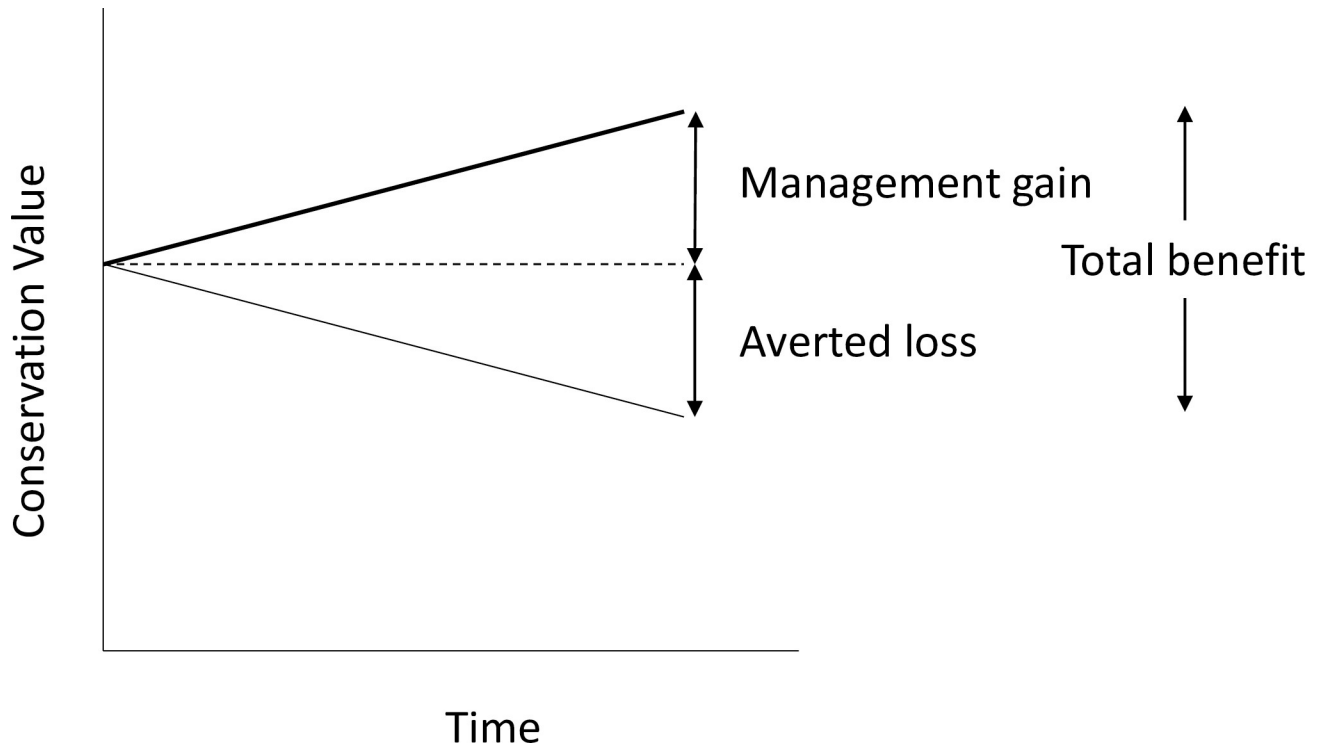 Conservation Value
Management gain
Total benefit
Averted loss
Time